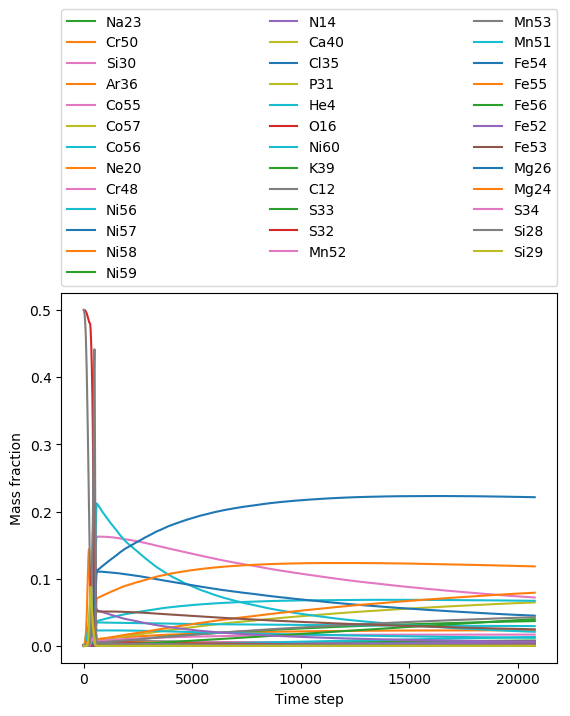 Na23
Cr50
Si30
Ar36
Co55
Co57
Co56
Ne20
Cr48
Ni56
Ni57
Ni58
Ni59
N14
Ca40
Cl35
P31
He4
O16
Ni60
K39
C12
S33
S32
Mn52
Mn53
Mn51
Fe54
Fe55
Fe56
Fe52
Fe53
Mg26
Mg24
S34
Si28
Si29
0.5
0.4
0.3
0.2
0.1
0.0
Mass fraction
0
5000
10000
15000
20000
Time step